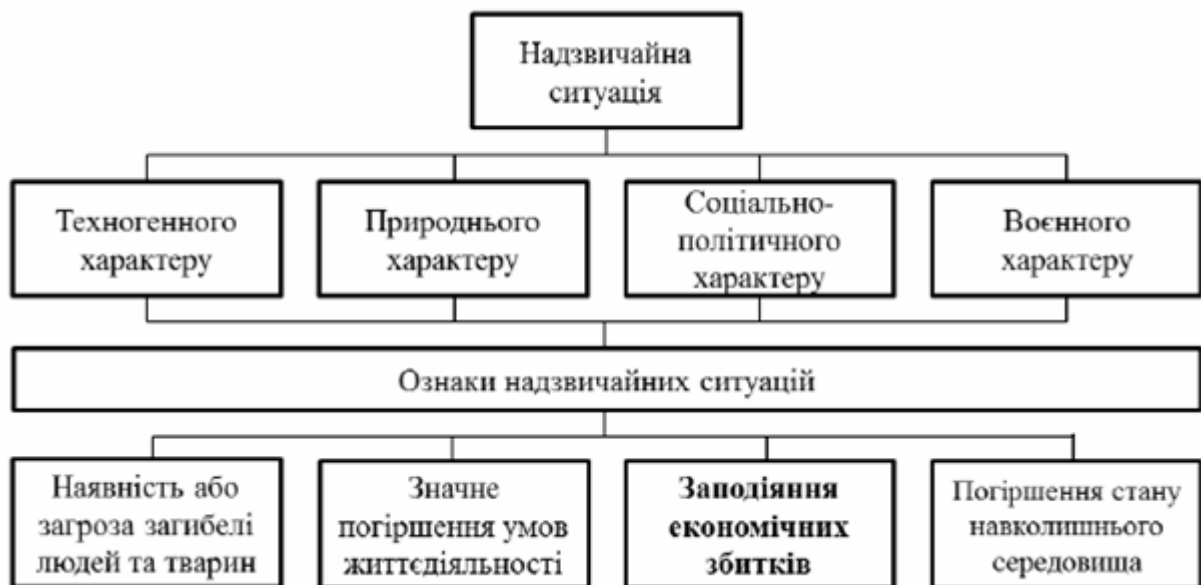 Надзвичайна
ситуація
Техногенного
характеру
Природнього
характеру
Соціально-
політичного
характеру
Воєнного
характеру
Ознаки надзвичайних ситуацій
Наявність або
загроза загибелі
людей та тварин
Значне
погіршення умов
життєдіяльності
Заподіяння
економічних
збитків
Погіршення стану
навколишнього
середовища